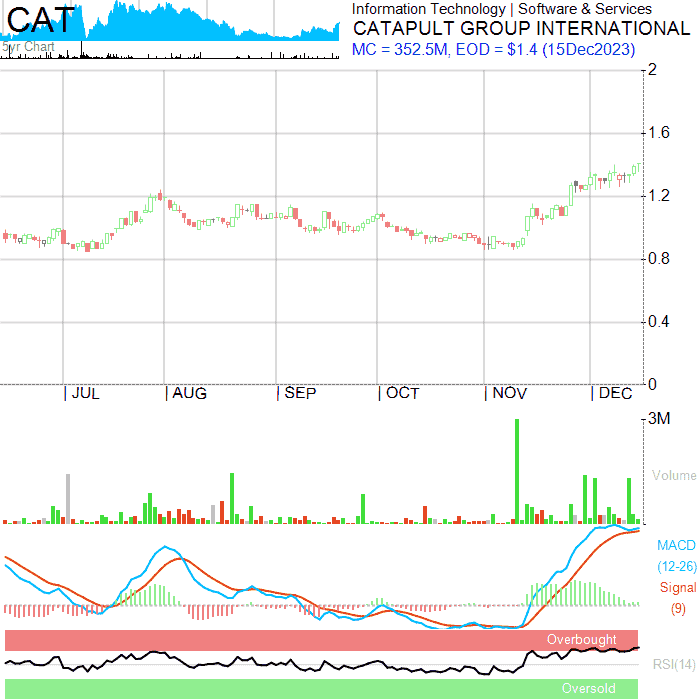 CAT
5yr Chart
Information Technology | Software & Services
CATAPULT GROUP INTERNATIONAL
MC = 352.5M, EOD = $1.4 (15Dec2023)
2
1.6
1.2
0.8
0.4
0
| JUL | AUG | SEP | OCT | NOV | DEC
3M
Volume
MACD
(12-26)
Signal
(9)
Overbought
RSI(14)
Oversold